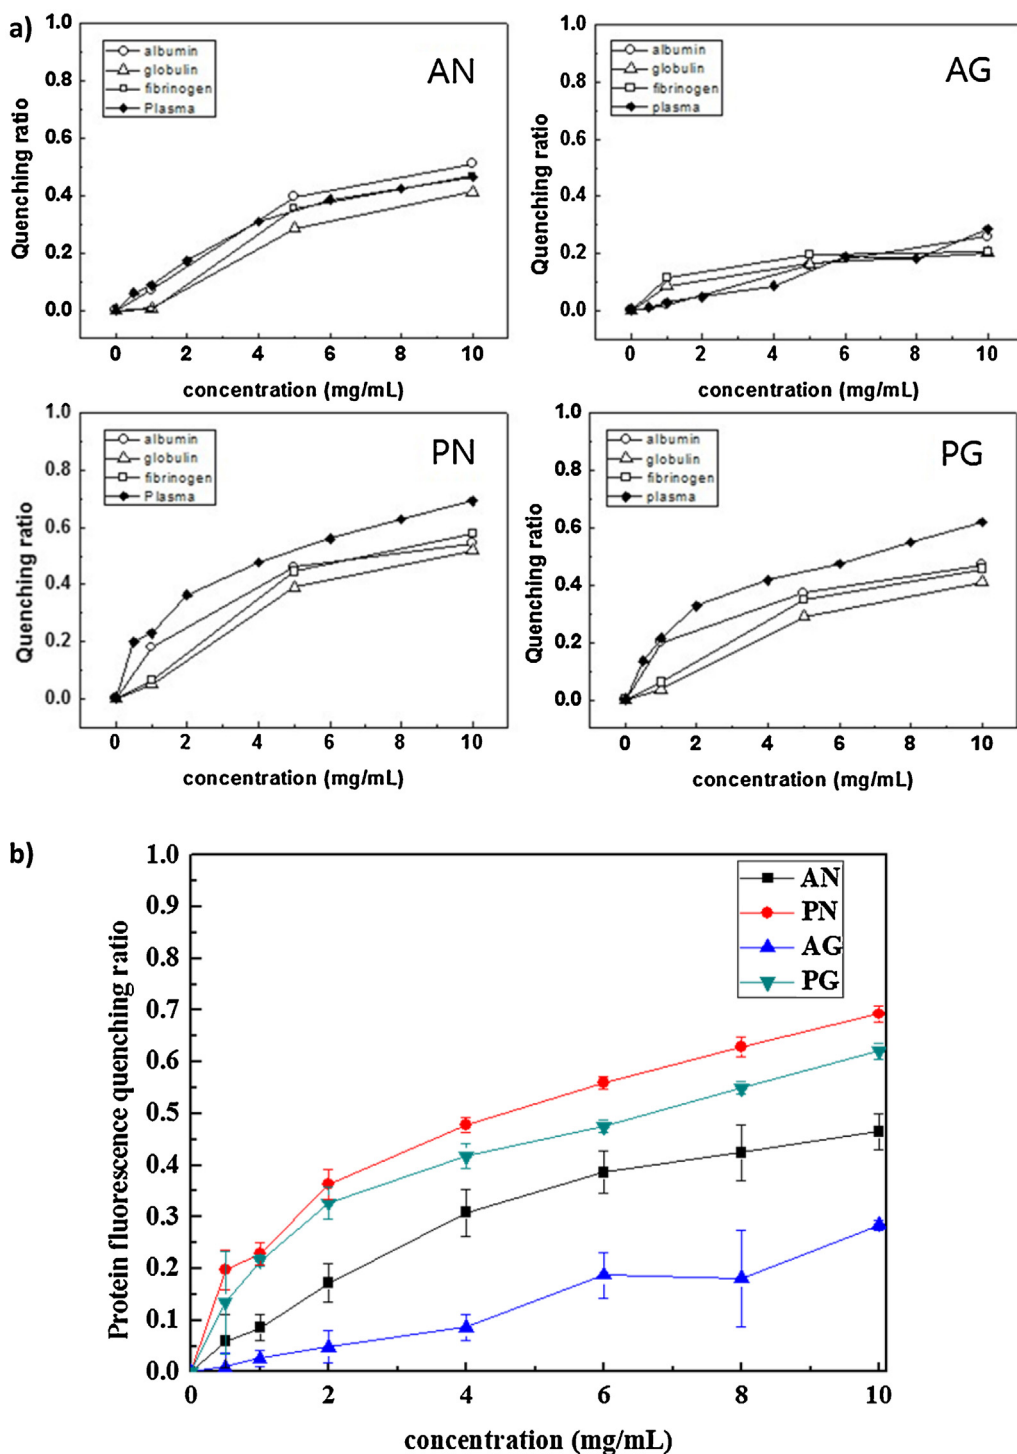 a)
AN
albumin
globulin
fibrinogen
Plasma
Quenching ratio
1.0
0.8
0.6
0.4
0.2
0.0
0 2 4 6 8 10
concentration (mg/mL)
AG
albumin
globulin
fibrinogen
plasma
Quenching ratio
1.0
0.8
0.6
0.4
0.2
0.0
0 2 4 6 8 10
concentration (mg/mL)
PN
albumin
globulin
fibrinogen
Plasma
Quenching ratio
1.0
0.8
0.6
0.4
0.2
0.0
0 2 4 6 8 10
concentration (mg/mL)
PG
albumin
globulin
fibrinogen
plasma
Quenching ratio
1.0
0.8
0.6
0.4
0.2
0.0
0 2 4 6 8 10
concentration (mg/mL)
b)
AN
PN
AG
PG
Protein fluorescence quenching ratio
1.0
0.9
0.8
0.7
0.6
0.5
0.4
0.3
0.2
0.1
0.0
0 2 4 6 8 10
concentration (mg/mL)